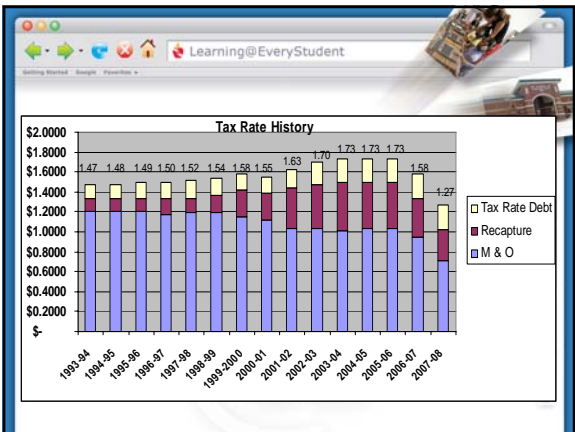 Learning@EveryStudent
Getting Started Google Favorites
Tax Rate History
$2.0000
$1.8000
$1.6000
$1.4000
$1.2000
$1.0000
$0.8000
$0.6000
$0.4000
$0.2000
$-
1.47 1.48 1.49 1.50 1.52 1.54 1.58 1.55 1.63 1.70 1.73 1.73 1.73 1.58 1.27
Tax Rate Debt
Recapture
M & O
1993-94 1994-95 1995-96 1996-97 1997-98 1998-99 1999-2000 2000-01 2001-02 2002-03 2003-04 2004-05 2005-06 2006-07 2007-08